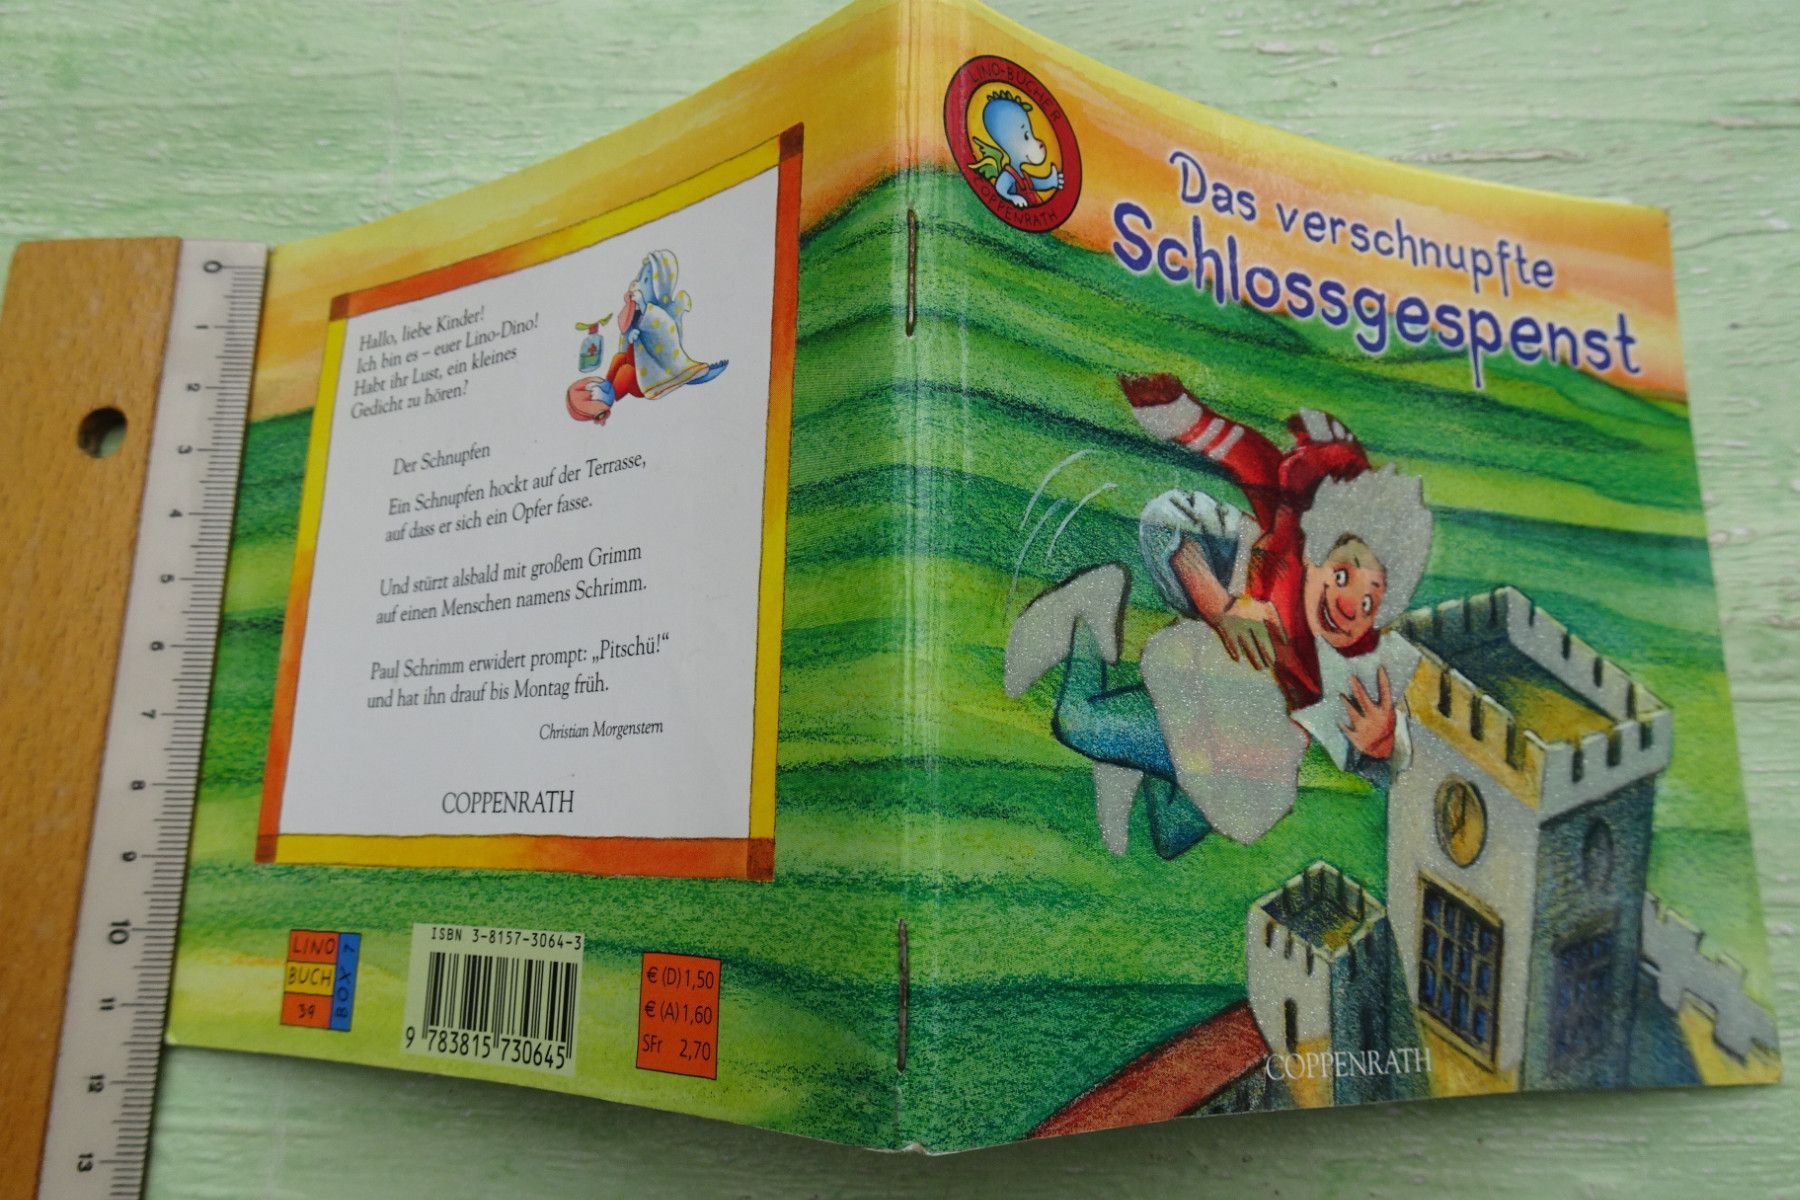 Hallo, liebe Kinder!
Ich bin es – euer Lino-Dino!
Habt ihr Lust, ein kleines
Gedicht zu hören?
Der Schnupfen
Ein Schnupfen hockt auf der Terrasse,
auf dass er sich ein Opfer fasse.
Und stürzt alsbald mit großem Grimm
auf einen Menschen namens Schrimm.
Paul Schrimm erwidert prompt: „Pitschü!“
und hat ihn drauf bis Montag früh.
Christian Morgenstern
COPPENRATH
LINO
BUCH
39
BOX 7
ISBN 3-8157-3064-3
9 783815 730645
€ (D) 1,50
€ (A) 1,60
SFr 2,70
LINO-BÜCHER
COPPENRATH
Das verschnupfte
Schlossgespenst
COPPENRATH
0
1
2
3
4
5
6
7
8
9
10
11
12
13